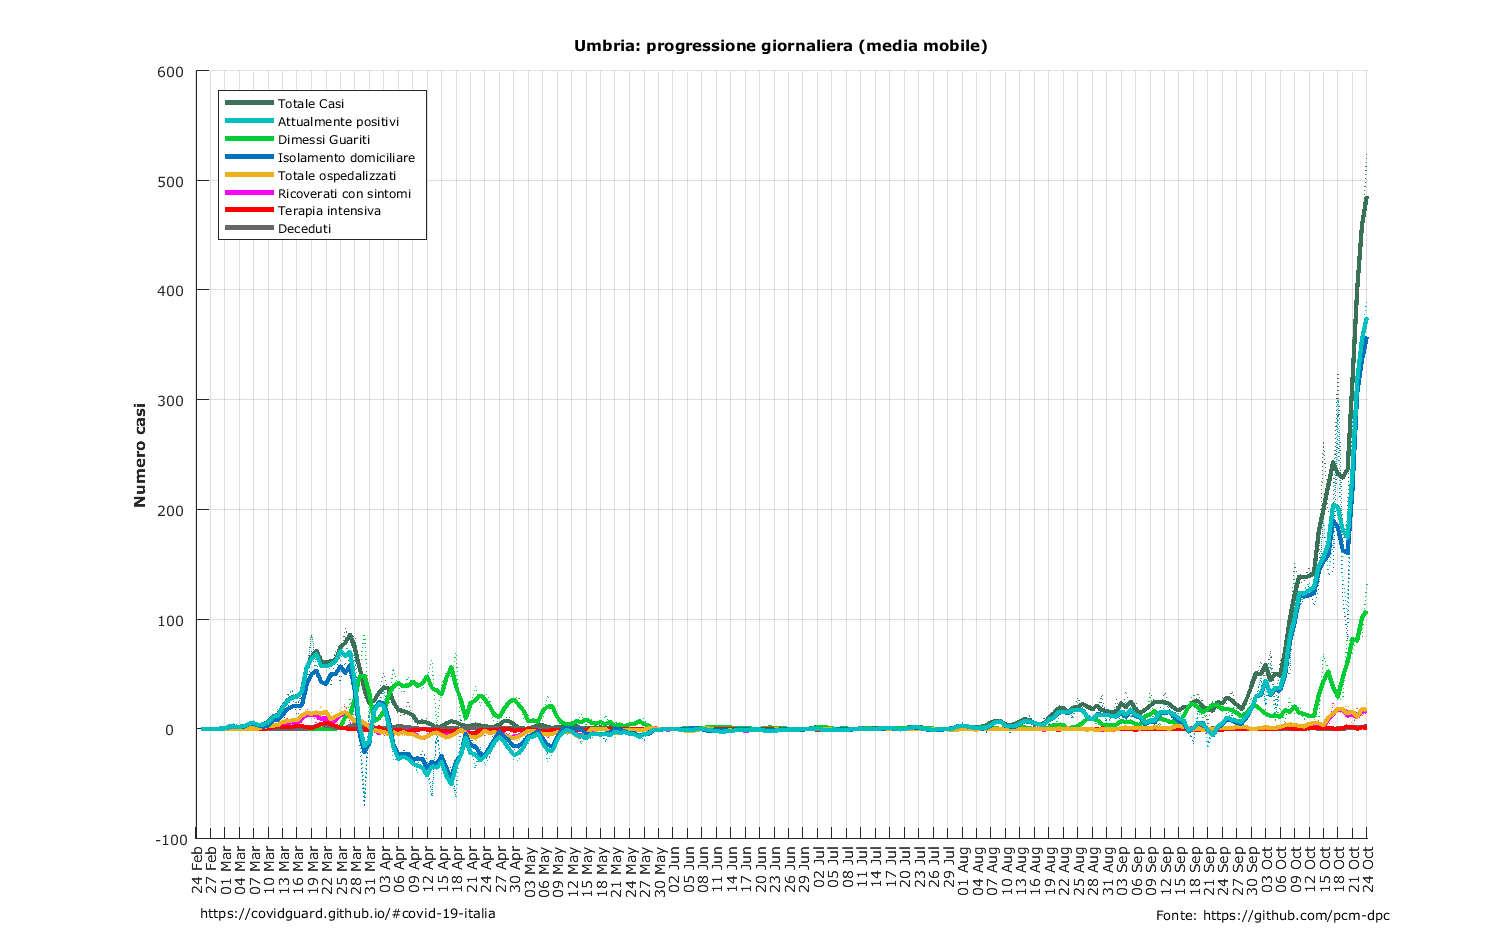 Umbria: progressione giornaliera (media mobile)
600
500
400
300
200
100
0
-100
Numero casi
Totale Casi
Attualmente positivi
Dimessi Guariti
Isolamento domiciliare
Totale ospedalizzati
Ricoverati con sintomi
Terapia intensiva
Deceduti
24 Feb
27 Feb
01 Mar
04 Mar
07 Mar
10 Mar
13 Mar
16 Mar
19 Mar
22 Mar
25 Mar
28 Mar
31 Mar
03 Apr
06 Apr
09 Apr
12 Apr
15 Apr
18 Apr
21 Apr
24 Apr
27 Apr
30 Apr
03 May
06 May
09 May
12 May
15 May
18 May
21 May
24 May
27 May
30 May
02 Jun
05 Jun
08 Jun
11 Jun
14 Jun
17 Jun
20 Jun
23 Jun
26 Jun
29 Jun
02 Jul
05 Jul
08 Jul
11 Jul
14 Jul
17 Jul
20 Jul
23 Jul
26 Jul
29 Jul
01 Aug
04 Aug
07 Aug
10 Aug
13 Aug
16 Aug
19 Aug
22 Aug
25 Aug
28 Aug
31 Aug
03 Sep
06 Sep
09 Sep
12 Sep
15 Sep
18 Sep
21 Sep
24 Sep
27 Sep
30 Sep
03 Oct
06 Oct
09 Oct
12 Oct
15 Oct
18 Oct
21 Oct
24 Oct
https://covidguard.github.io/#covid-19-italia
Fonte: https://github.com/pcm-dpc